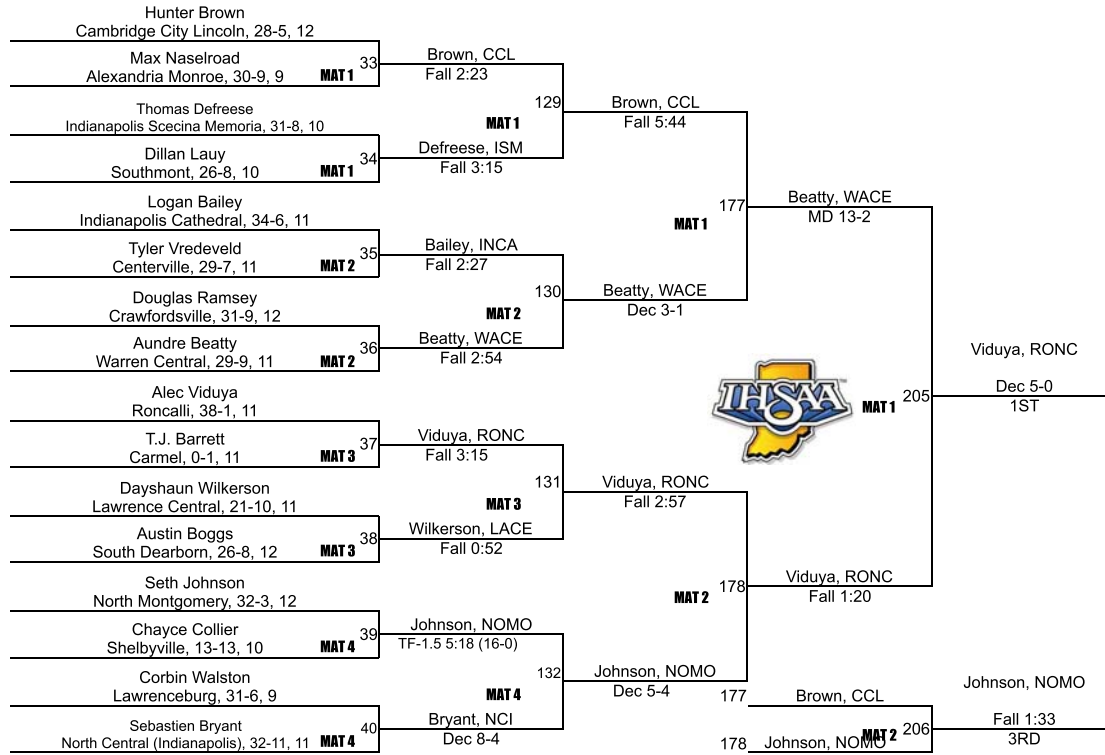 Hunter Brown
Cambridge City Lincoln, 28-5, 12
Max Naselroad
Alexandria Monroe, 30-9, 9
MAT 1
33
Thomas Defreese
Indianapolis Scecina Memoria, 31-8, 10
Dillan Lauy
Southmont, 26-8, 10
MAT 1
34
Logan Bailey
Indianapolis Cathedral, 34-6, 11
Tyler Vredeveld
Centerville, 29-7, 11
MAT 2
35
Douglas Ramsey
Crawfordsville, 31-9, 12
Aundre Beatty
Warren Central, 29-9, 11
MAT 2
36
Alec Viduya
Roncalli, 38-1, 11
T.J. Barrett
Carmel, 0-1, 11
MAT 3
37
Dayshaun Wilkerson
Lawrence Central, 21-10, 11
Austin Boggs
South Dearborn, 26-8, 12
MAT 3
38
Seth Johnson
North Montgomery, 32-3, 12
Chayce Collier
Shelbyville, 13-13, 10
MAT 4
39
Corbin Walston
Lawrenceburg, 31-6, 9
Sebastien Bryant
North Central (Indianapolis), 32-11, 11
MAT 4
40
Brown, CCL
Fall 2:23
129
MAT 1
Defreese, ISM
Fall 3:15
Bailey, INCA
Fall 2:27
130
MAT 2
Beatty, WACE
Fall 2:54
Viduya, RONC
Fall 3:15
131
MAT 3
Wilkerson, LACE
Fall 0:52
Johnson, NOMO
TF-1.5 5:18 (16-0)
132
MAT 4
Bryant, NCI
Dec 8-4
Brown, CCL
Fall 5:44
177
MAT 1
Beatty, WACE
Dec 3-1
Viduya, RONC
Fall 2:57
178
MAT 2
Johnson, NOMO
Dec 5-4
Beatty, WACE
MD 13-2
IHSAA
TM
MAT 1
205
Viduya, RONC
Fall 1:20
Viduya, RONC
Dec 5-0
1ST
177
Brown, CCL
MAT 2
206
178
Johnson, NOMO
Johnson, NOMO
Fall 1:33
3RD